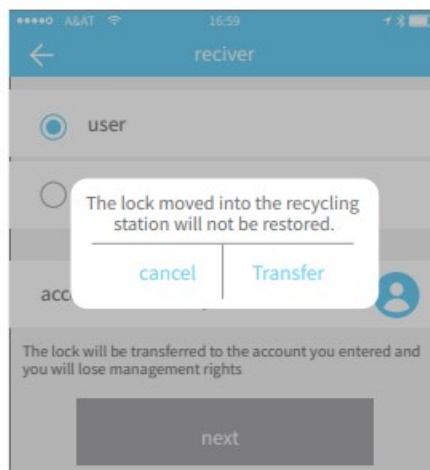 A&AT 16:59
reciver
user
The lock moved into the recycling
station will not be restored.
cancel Transfer
acc
The lock will be transferred to the account you entered and
you will lose management rights
next